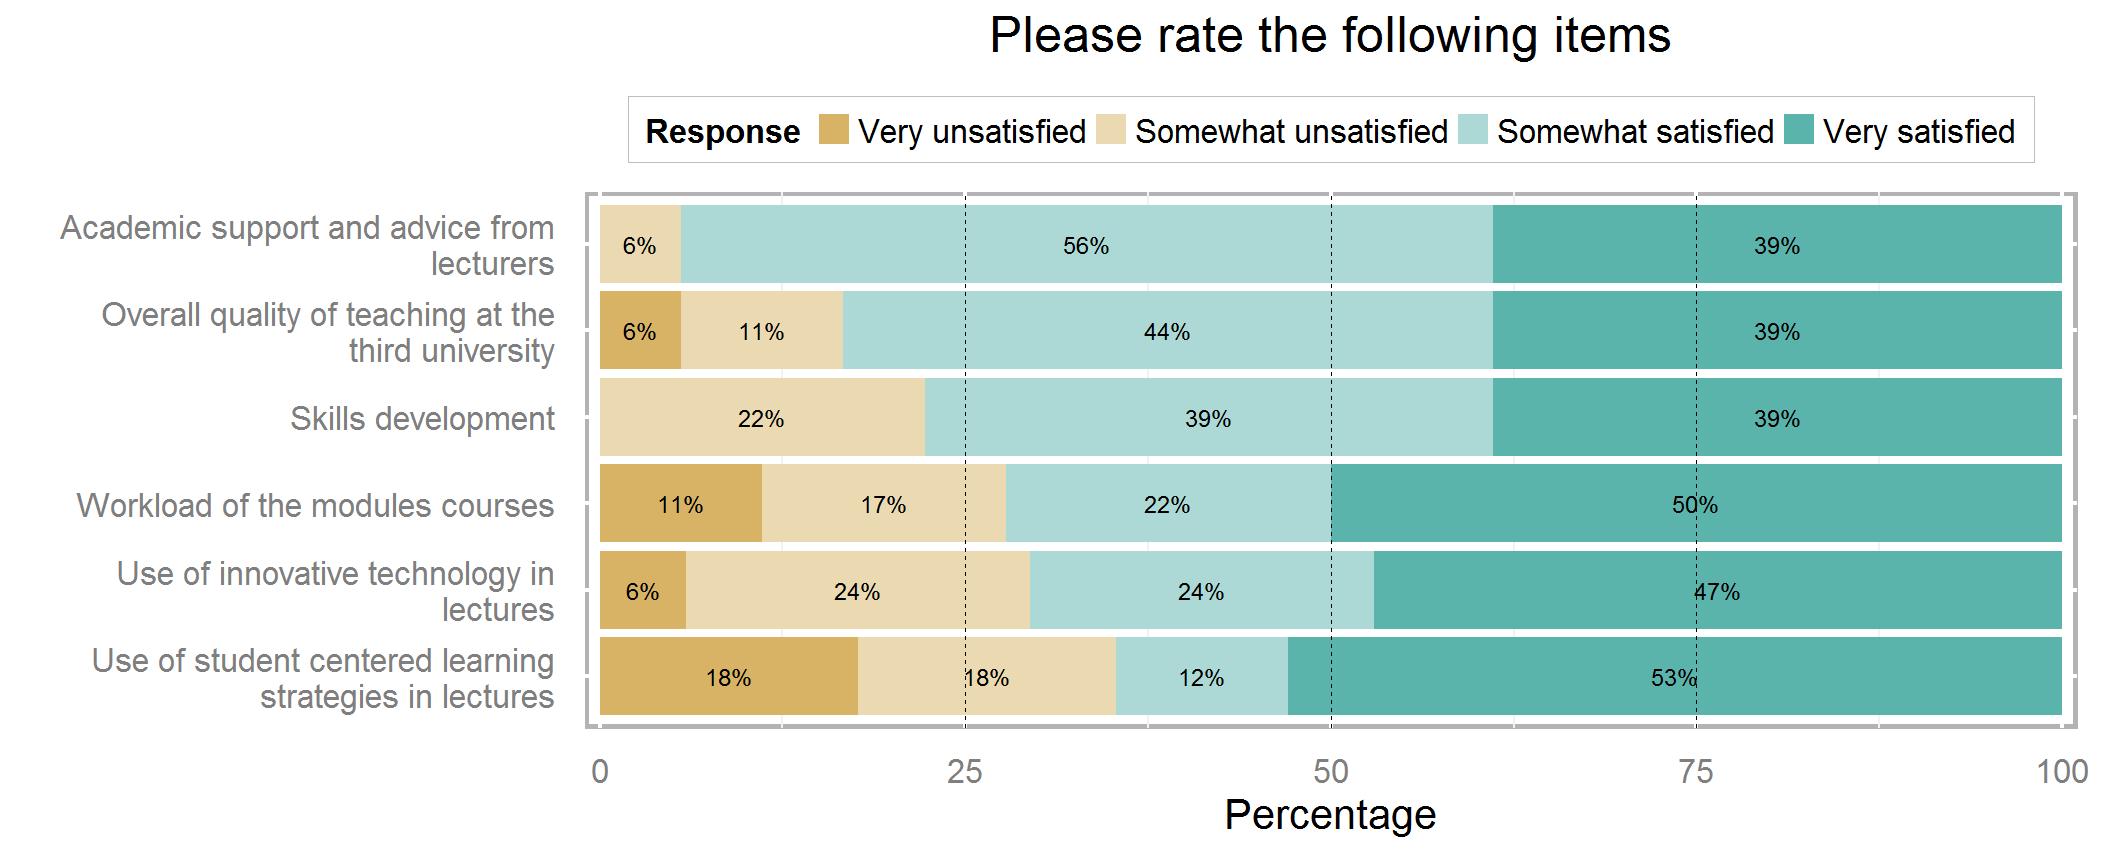 Please rate the following items
Response Very unsatisfied Somewhat unsatisfied Somewhat satisfied Very satisfied
Academic support and advice from
lecturers
6% 56% 39%
Overall quality of teaching at the
third university
6% 11% 44% 39%
Skills development
22% 39% 39%
Workload of the modules courses
11% 17% 22% 50%
Use of innovative technology in
lectures
6% 24% 24% 47%
Use of student centered learning
strategies in lectures
18% 18% 12% 53%
0 25 50 75 100
Percentage